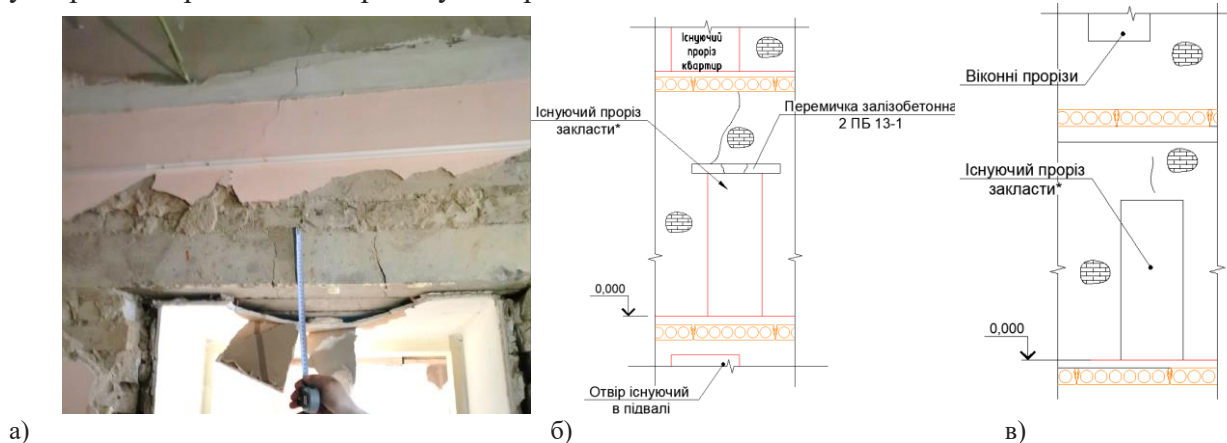 Існуючий
проріз
квартир
Існуючий проріз
закласти*
Перемичка залізобетонна
2 ПБ 13-1
0,000
Отвір існуючий
в підвалі
Віконні прорізи
Існуючий проріз
закласти*
0,000
а)
б)
в)